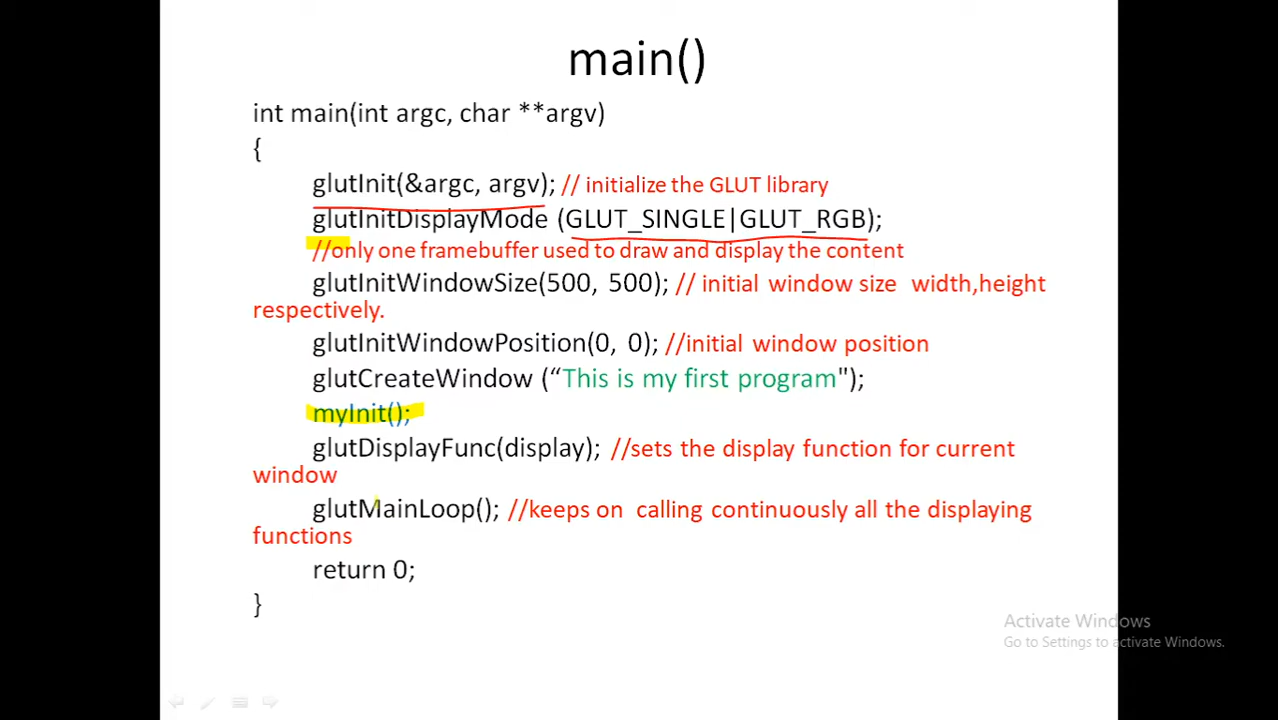 main()
int main(int argc, char **argv)
{
glutInit(&argc, argv); // initialize the GLUT library
glutInitDisplayMode (GLUT_SINGLE|GLUT_RGB);
//only one framebuffer used to draw and display the content
glutInitWindowSize(500, 500); // initial window size width,height
respectively.
glutInitWindowPosition(0, 0); //initial window position
glutCreateWindow (“This is my first program");
myInit();
glutDisplayFunc(display); //sets the display function for current
window
glutMainLoop(); //keeps on calling continuously all the displaying
functions
return 0;
}
Activate Windows
Go to Settings to activate Windows.